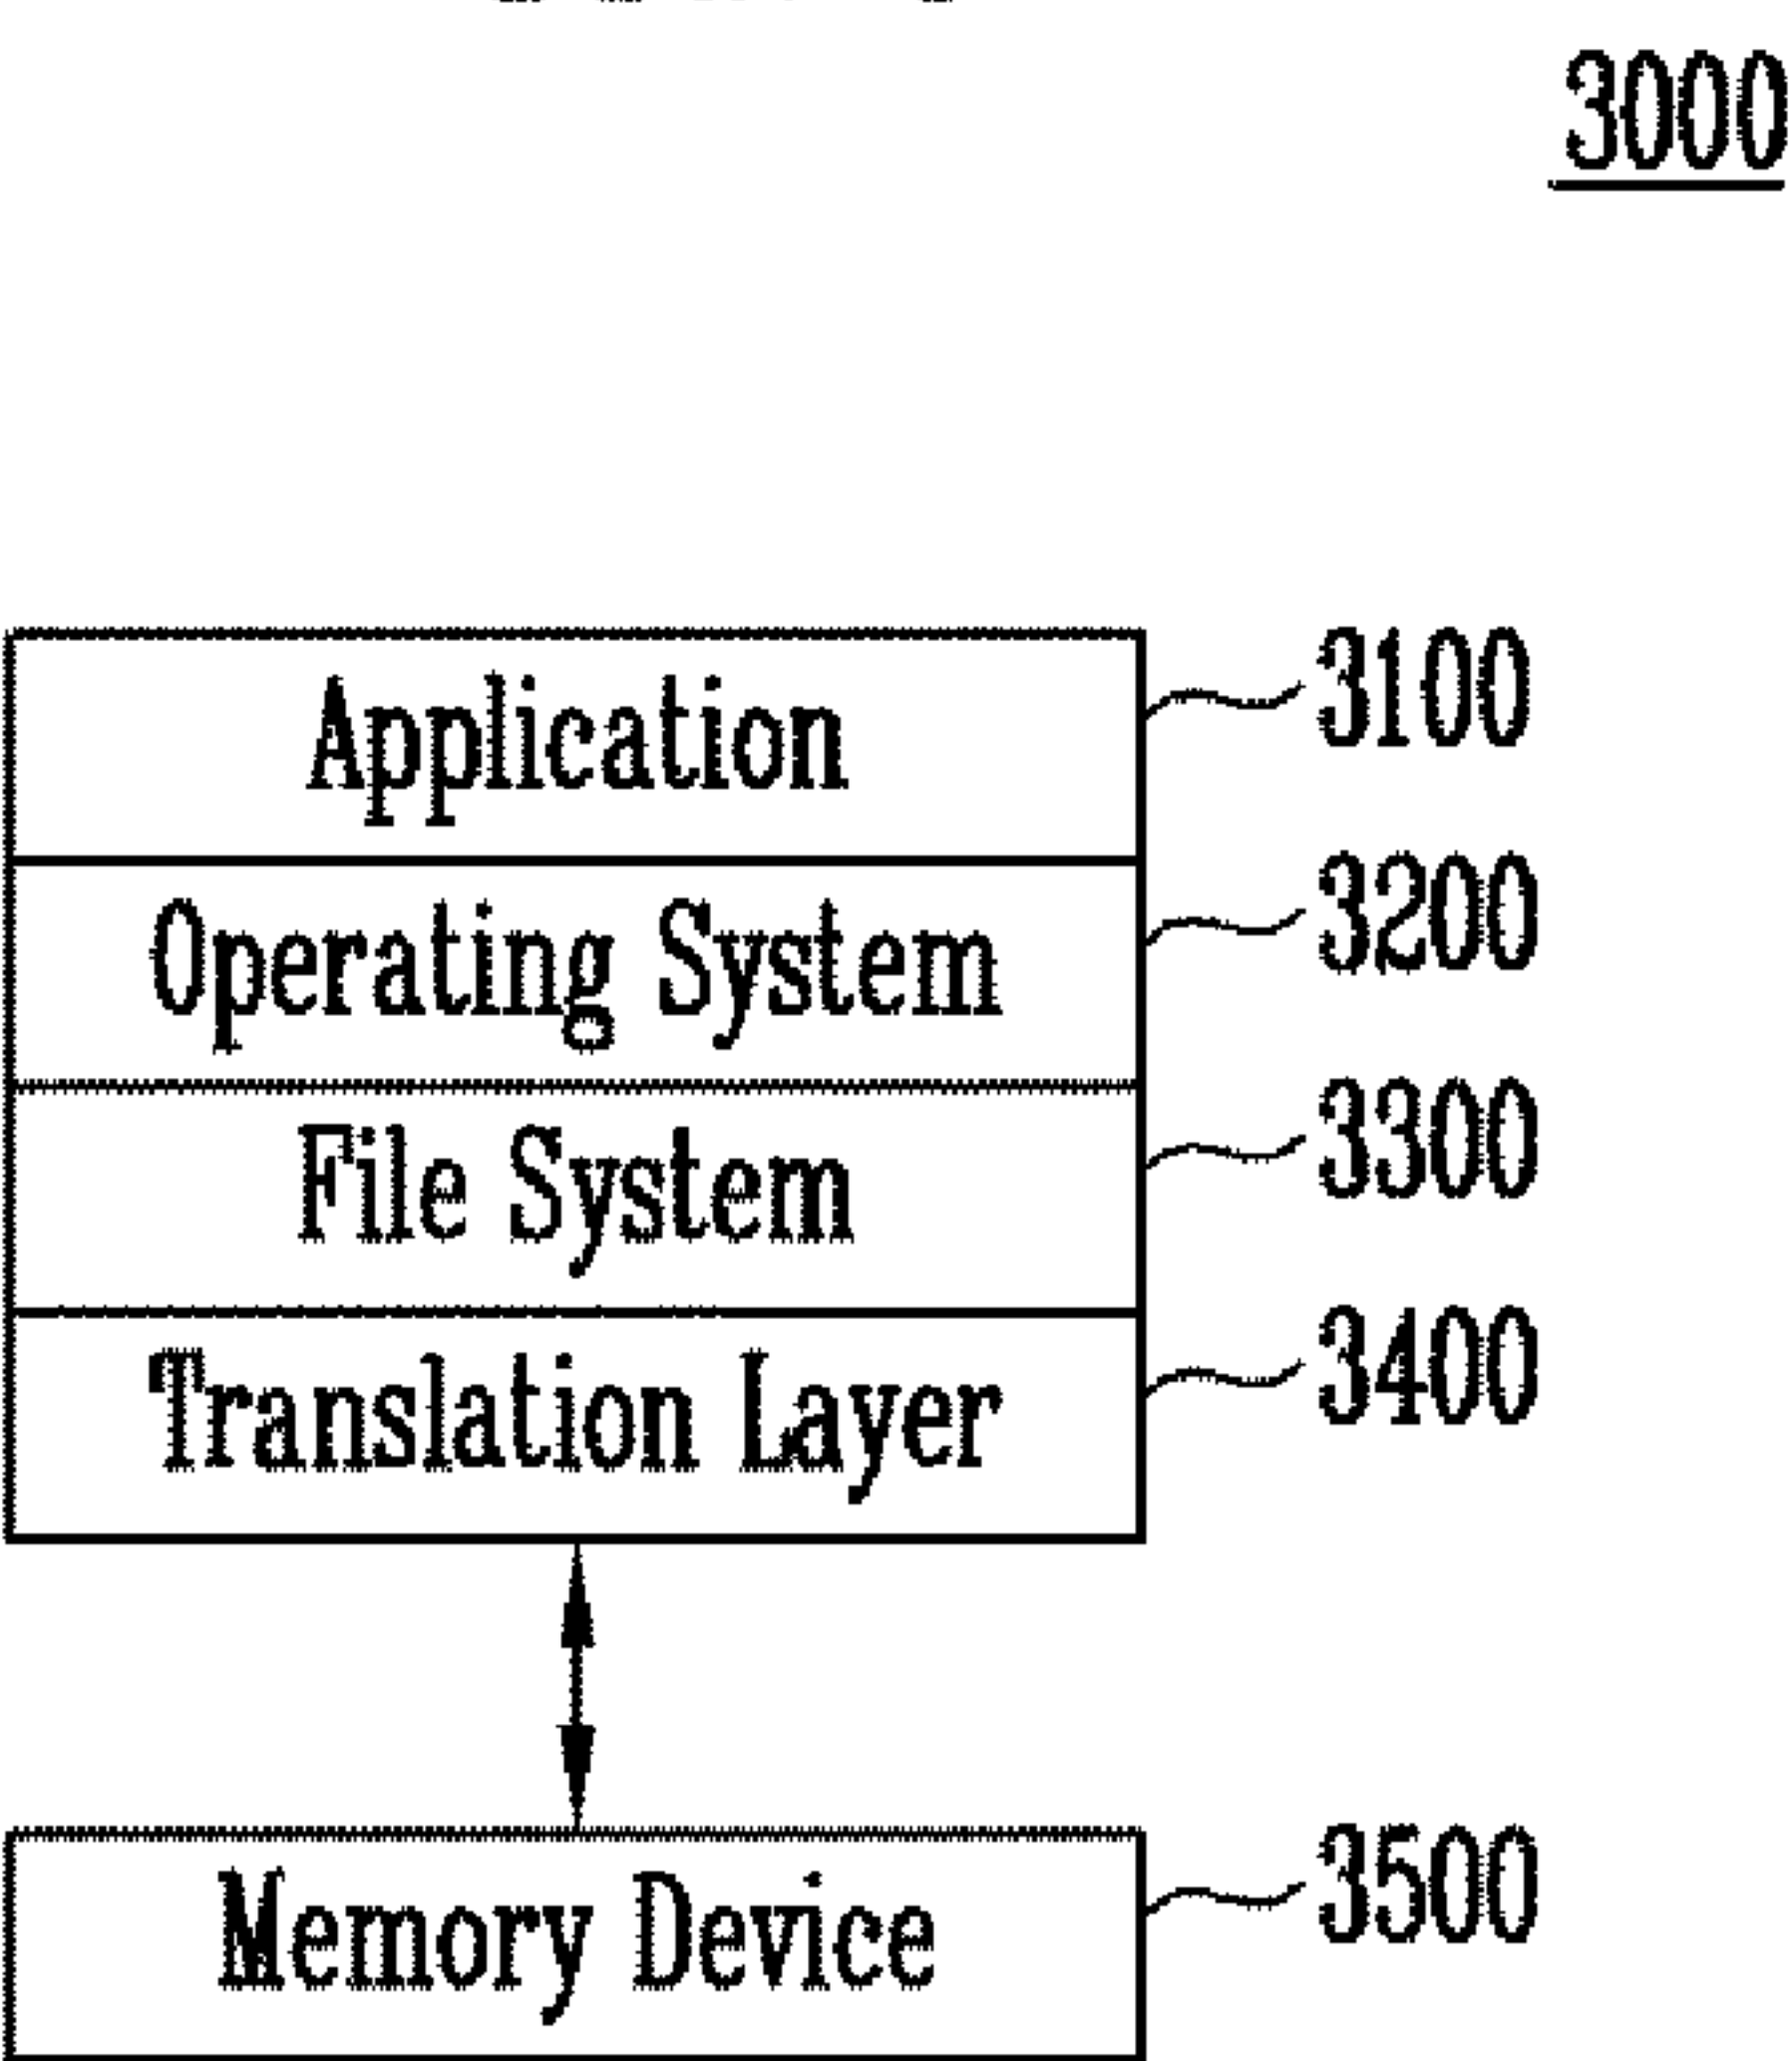 3000
Application 3100
Operating System 3200
File System 3300
Translation Layer 3400
Memory Device 3500